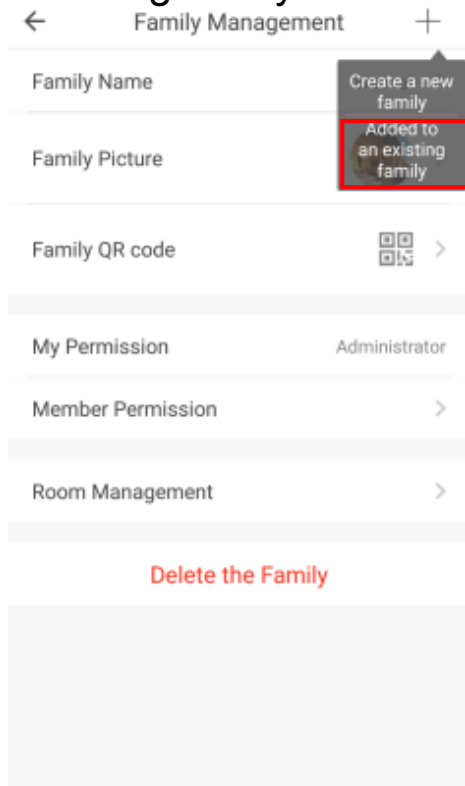 Family Management
Family Name
Create a new
family
Added to
an existing
family
Family Picture
Family QR code
My Permission
Administrator
Member Permission
Room Management
Delete the Family